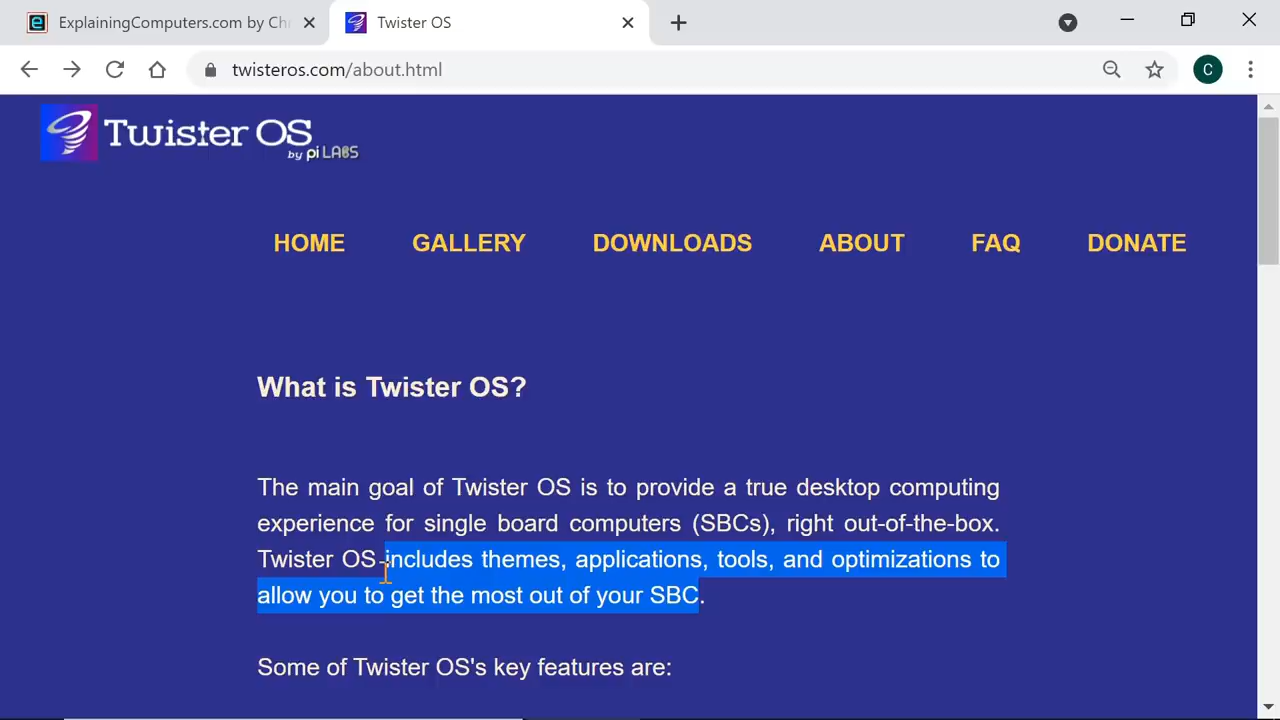 ExplainingComputers.com by Ch
Twister OS
twisteros.com/about.html
C
Twister OS
by pi LABS
HOME GALLERY DOWNLOADS ABOUT FAQ DONATE
What is Twister OS?
The main goal of Twister OS is to provide a true desktop computing
experience for single board computers (SBCs), right out-of-the-box.
Twister OS includes themes, applications, tools, and optimizations to
allow you to get the most out of your SBC.
Some of Twister OS's key features are: